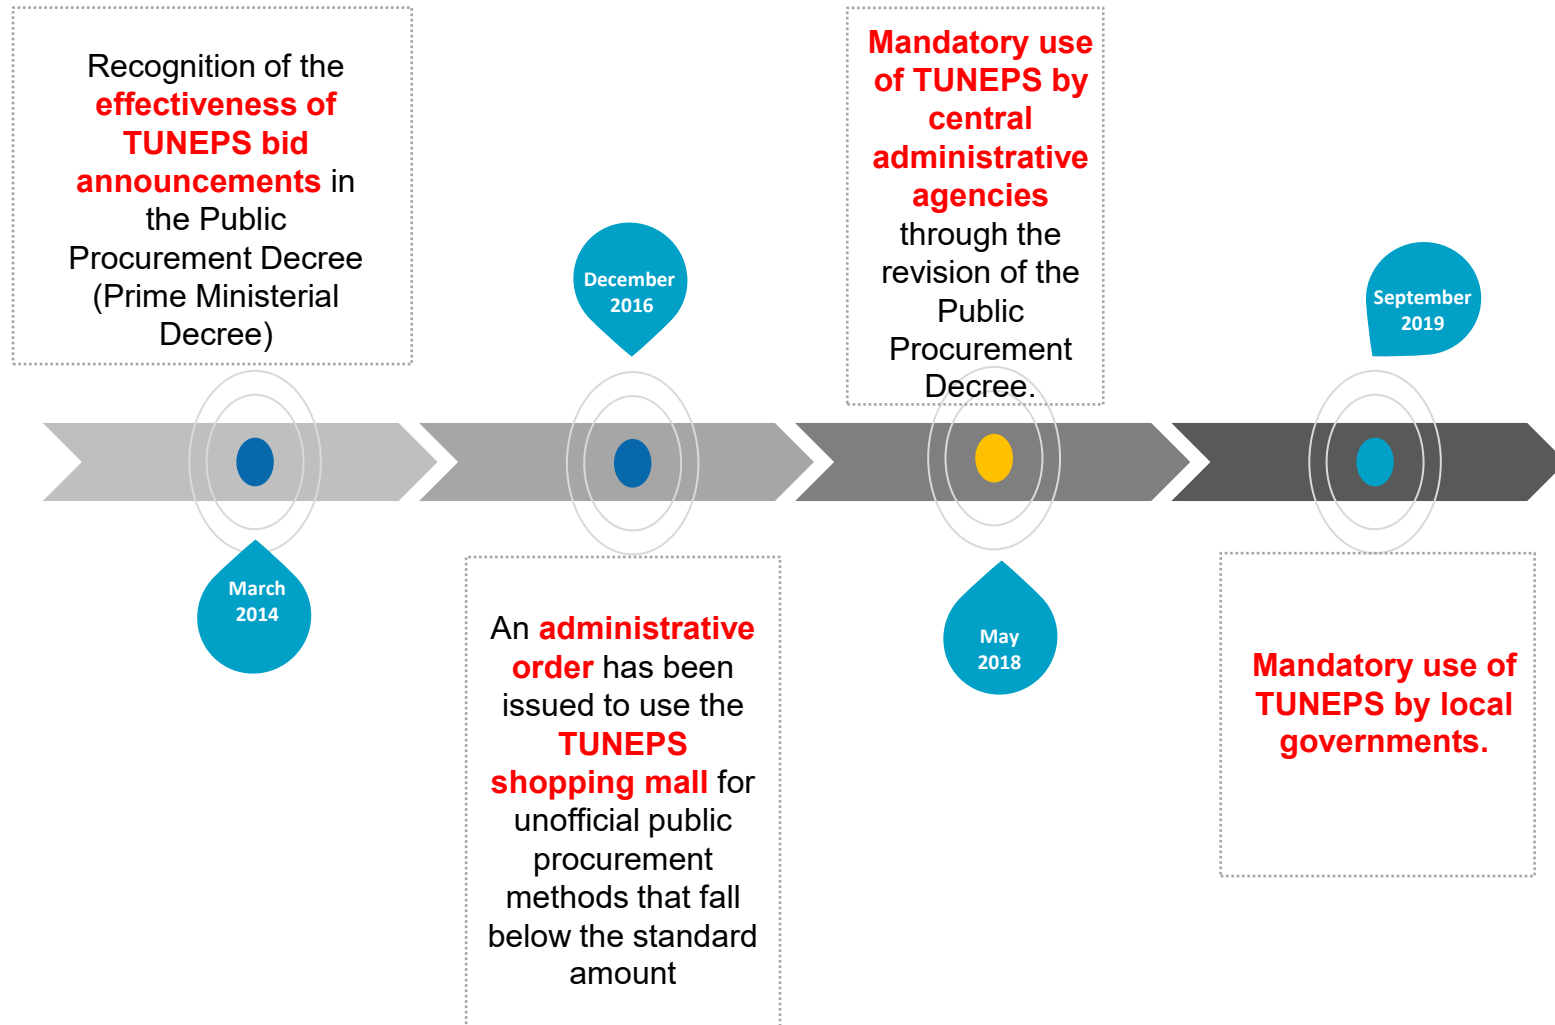 Recognition of the
effectiveness of
TUNEPS bid
announcements in
the Public
Procurement Decree
(Prime Ministerial
Decree)
March
2014
December
2016
An administrative
order has been
issued to use the
TUNEPS
shopping mall for
unofficial public
procurement
methods that fall
below the standard
amount
Mandatory use
of TUNEPS by
central
administrative
agencies
through the
revision of the
Public
Procurement
Decree.
May
2018
September
2019
Mandatory use of
TUNEPS by local
governments.